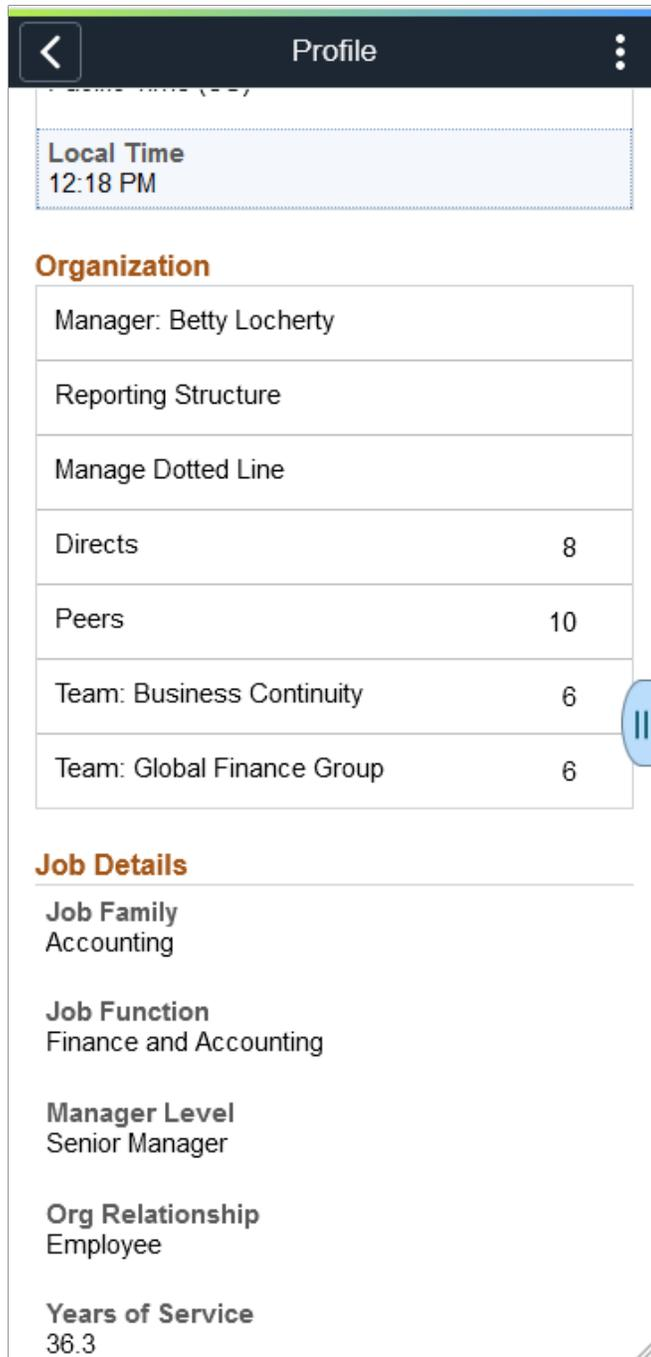 Profile
Local Time
12:18 PM
Organization
Manager: Betty Locherty
Reporting Structure
Manage Dotted Line
Directs 8
Peers 10
Team: Business Continuity 6
Team: Global Finance Group 6
Job Details
Job Family
Accounting
Job Function
Finance and Accounting
Manager Level
Senior Manager
Org Relationship
Employee
Years of Service
36.3